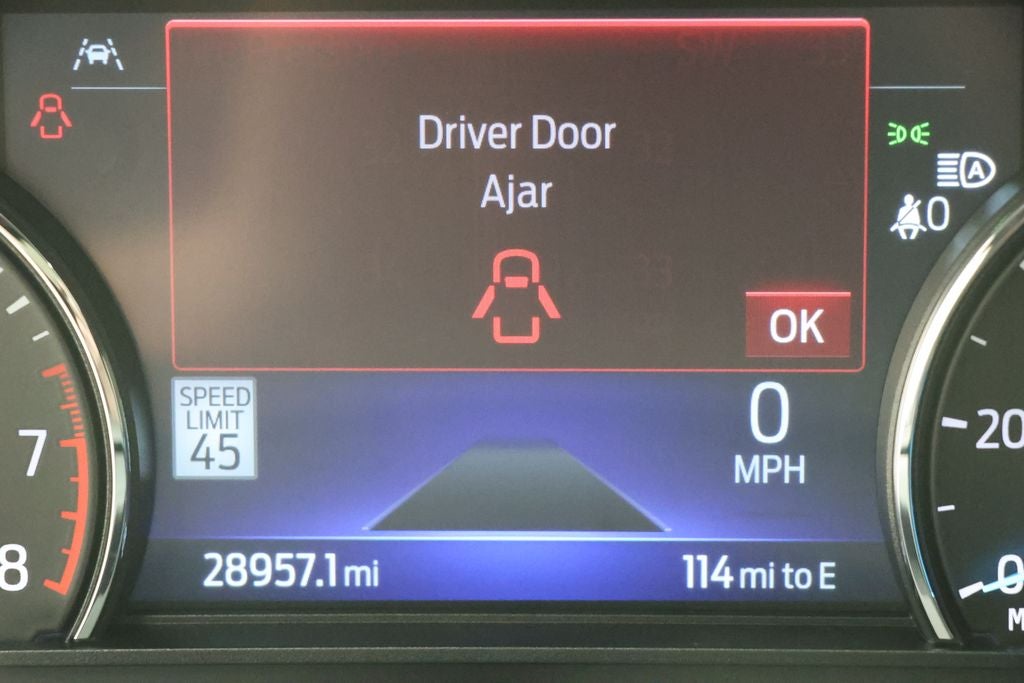 Driver Door
Ajar
OK
A
0
SPEED
LIMIT
45
0
MPH
7
8
20
0
28957.1 mi
114 mi to E